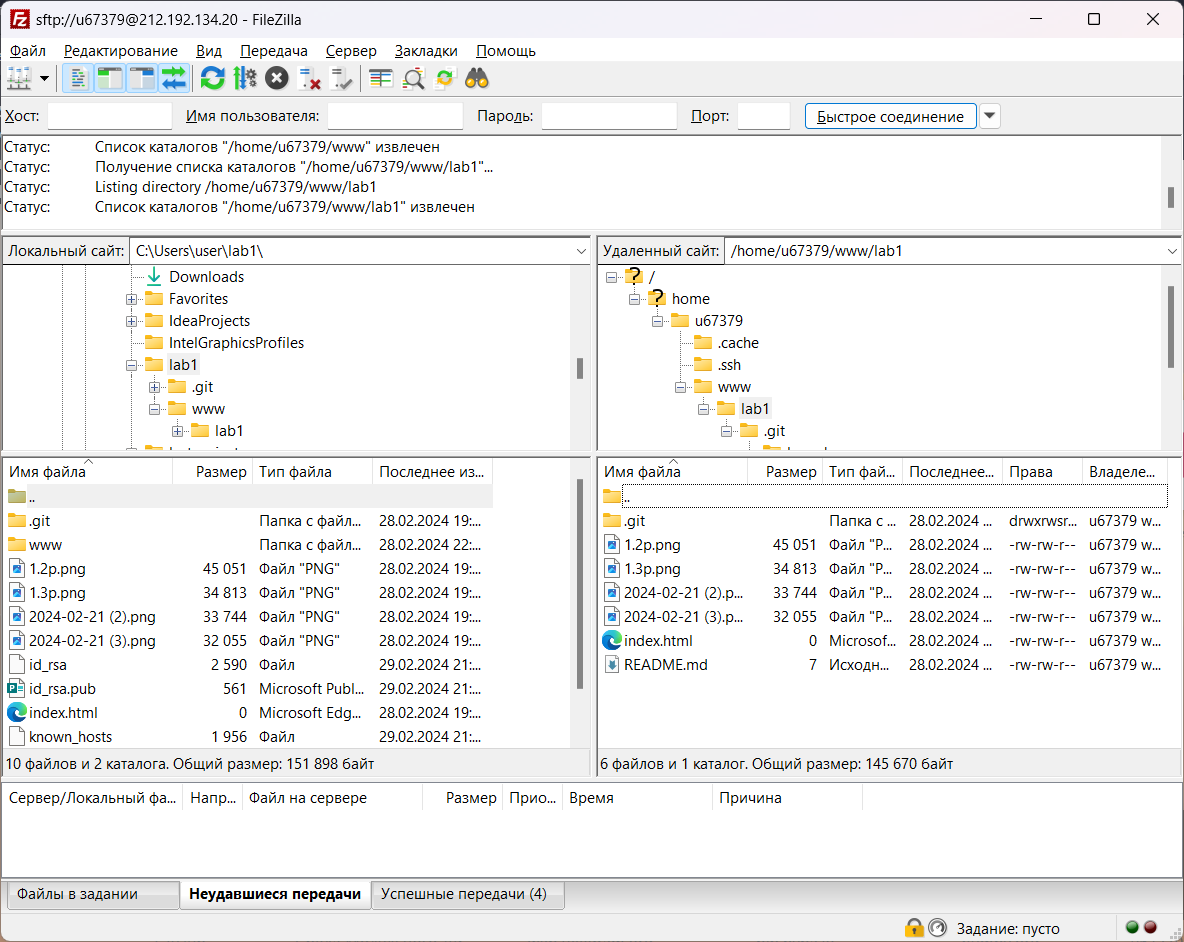 sftp://u67379@212.192.134.20 - FileZilla
Файл Редактирование Вид Передача Сервер Закладки Помощь
Хост: Имя пользователя: Пароль: Порт: Быстрое соединение
Статус: Список каталогов "/home/u67379/www" извлечен
Статус: Получение списка каталогов "/home/u67379/www/lab1"...
Статус: Listing directory /home/u67379/www/lab1
Статус: Список каталогов "/home/u67379/www/lab1" извлечен
Локальный сайт: C:\Users\user\lab1\
Downloads
Favorites
IdeaProjects
IntelGraphicsProfiles
lab1
.git
www
lab1
Удаленный сайт: /home/u67379/www/lab1
/
home
u67379
.cache
.ssh
www
lab1
.git
Имя файла Размер Тип файла Последнее из...
..
.git Папка с файл... 28.02.2024 19:...
www Папка с файл... 28.02.2024 22:...
1.2p.png 45 051 Файл "PNG" 28.02.2024 19:...
1.3p.png 34 813 Файл "PNG" 28.02.2024 19:...
2024-02-21 (2).png 33 744 Файл "PNG" 28.02.2024 19:...
2024-02-21 (3).png 32 055 Файл "PNG" 28.02.2024 19:...
id_rsa 2 590 Файл 29.02.2024 21:...
id_rsa.pub 561 Microsoft Publ... 29.02.2024 21:...
index.html 0 Microsoft Edg... 28.02.2024 19:...
known_hosts 1 956 Файл 29.02.2024 21:...
10 файлов и 2 каталога. Общий размер: 151 898 байт
Имя файла Размер Тип фай... Последнее... Права Владеле...
..
.git Папка с ... 28.02.2024 ... drwxrwsr... u67379 w...
1.2p.png 45 051 Файл "P... 28.02.2024 ... -rw-rw-r-- u67379 w...
1.3p.png 34 813 Файл "P... 28.02.2024 ... -rw-rw-r-- u67379 w...
2024-02-21 (2).p... 33 744 Файл "P... 28.02.2024 ... -rw-rw-r-- u67379 w...
2024-02-21 (3).p... 32 055 Файл "P... 28.02.2024 ... -rw-rw-r-- u67379 w...
index.html 0 Microsof... 28.02.2024 ... -rw-rw-r-- u67379 w...
README.md 7 Исходн... 28.02.2024 ... -rw-rw-r-- u67379 w...
6 файлов и 1 каталог. Общий размер: 145 670 байт
Сервер/Локальный фа... Напр... Файл на сервере Размер Прио... Время Причина
Файлы в задании Неудавшиеся передачи Успешные передачи (4)
Задание: пусто